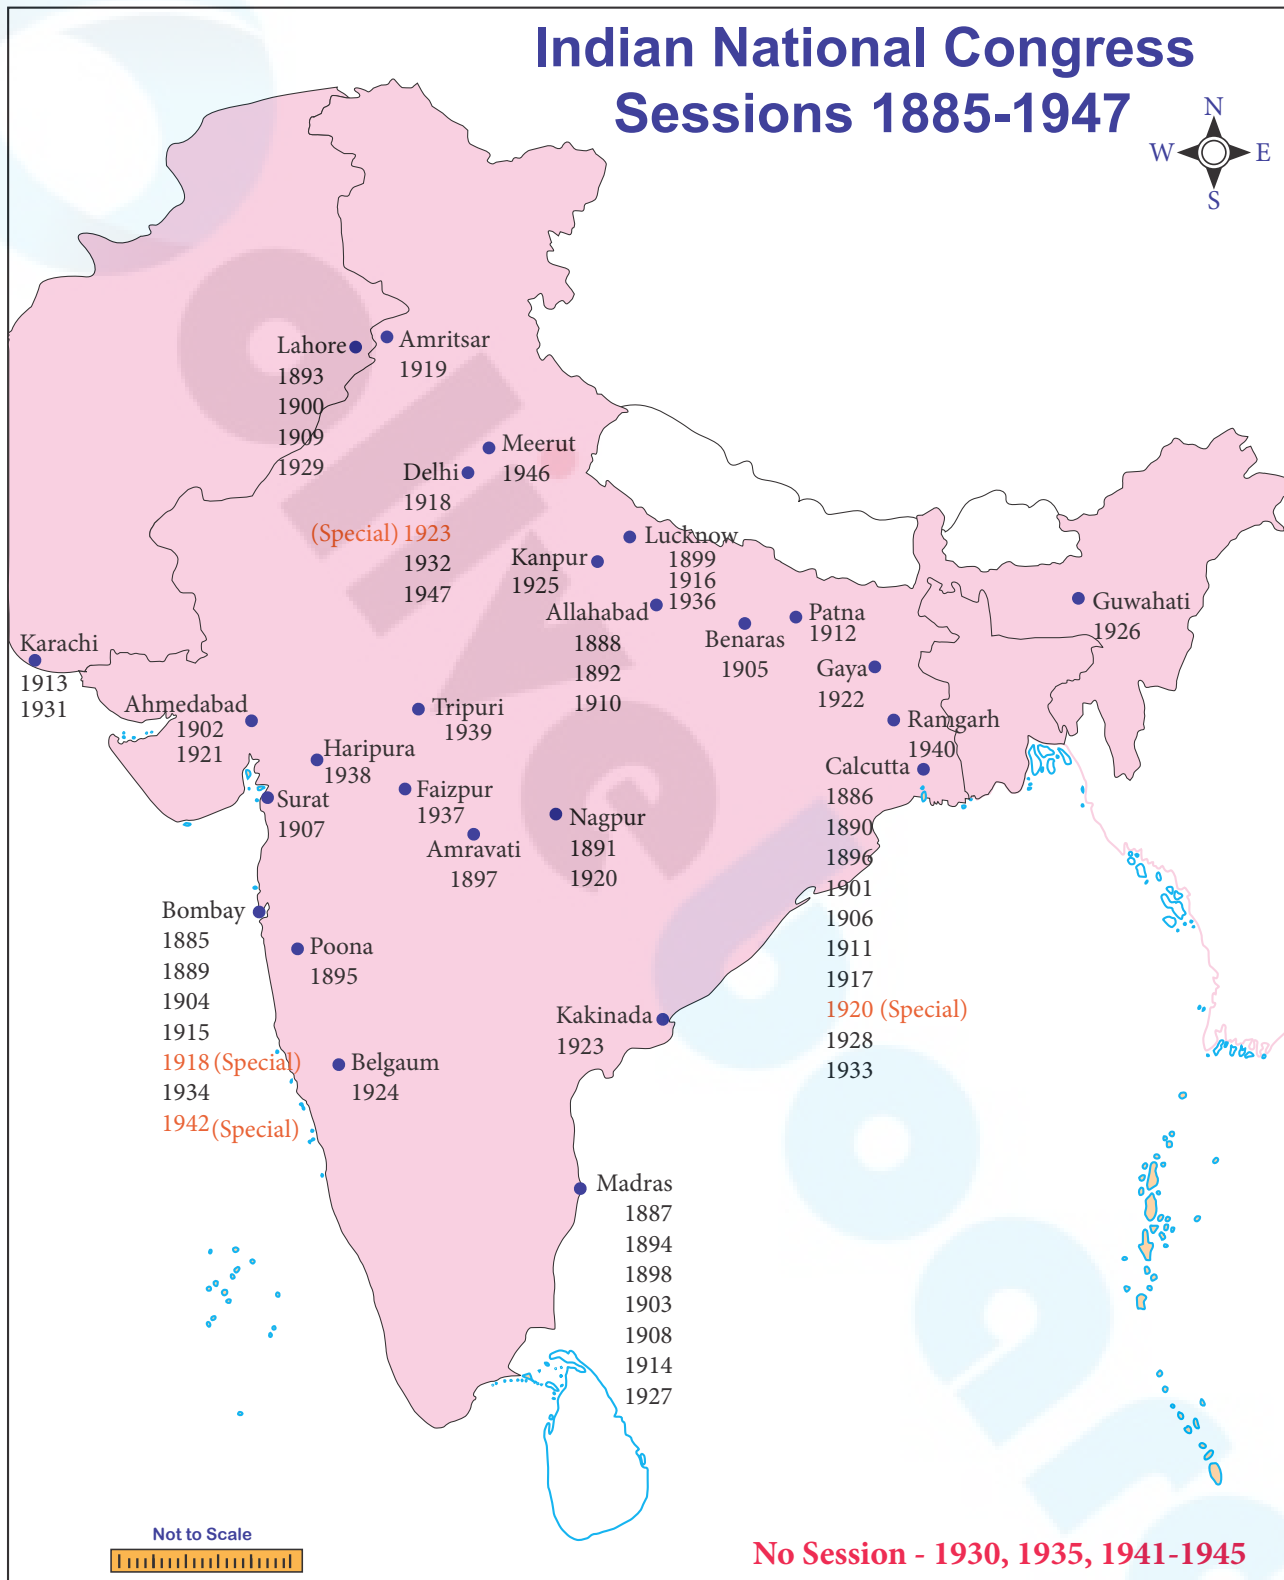 Indian National Congress
Sessions 1885-1947
N
W
E
S
Lahore
1893
1900
1909
1929
Amritsar
1919
Meerut
1946
Delhi
1918
(Special) 1923
1932
1947
Lucknow
1899
1916
1936
Kanpur
1925
Allahabad
1888
1892
1910
Benaras
1905
Patna
1912
Gaya
1922
Guwahati
1926
Karachi
1913
1931
Ahmedabad
1902
1921
Tripuri
1939
Haripura
1938
Faizpur
1937
Surat
1907
Amravati
1897
Nagpur
1891
1920
Ramgarh
1940
Calcutta
1886
1890
1896
1901
1906
1911
1917
1920 (Special)
1928
1933
Bombay
1885
1889
1904
1915
1918 (Special)
1934
1942 (Special)
Poona
1895
Kakinada
1923
Belgaum
1924
Madras
1887
1894
1898
1903
1908
1914
1927
Not to Scale
No Session - 1930, 1935, 1941-1945